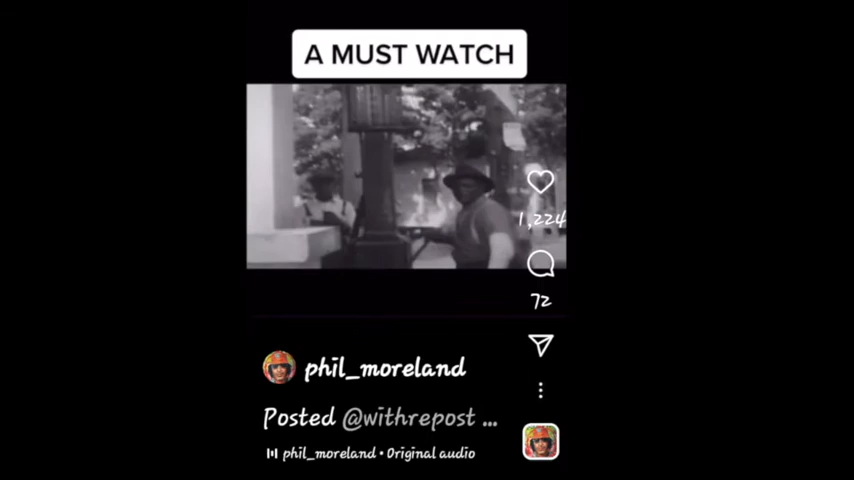 A MUST WATCH
1,224
72
phil_moreland
Posted @withrepost ...
phil_moreland • Original audio